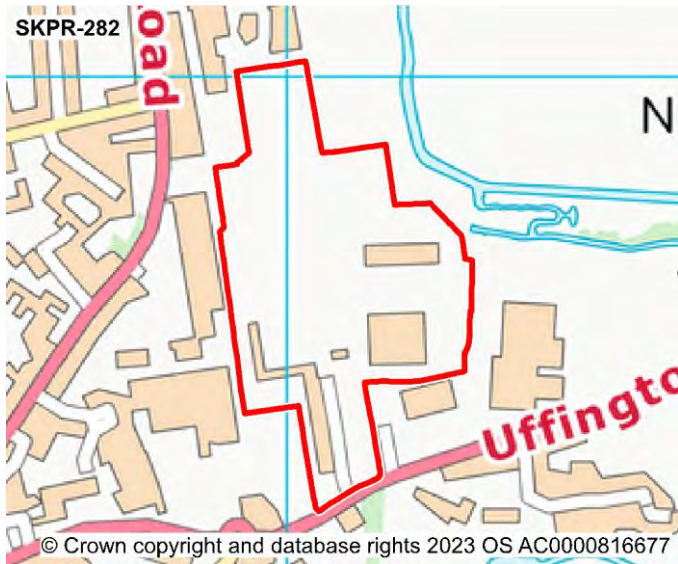 SKPR-282
oad
N
Uffingto
© Crown copyright and database rights 2023 OS AC0000816677